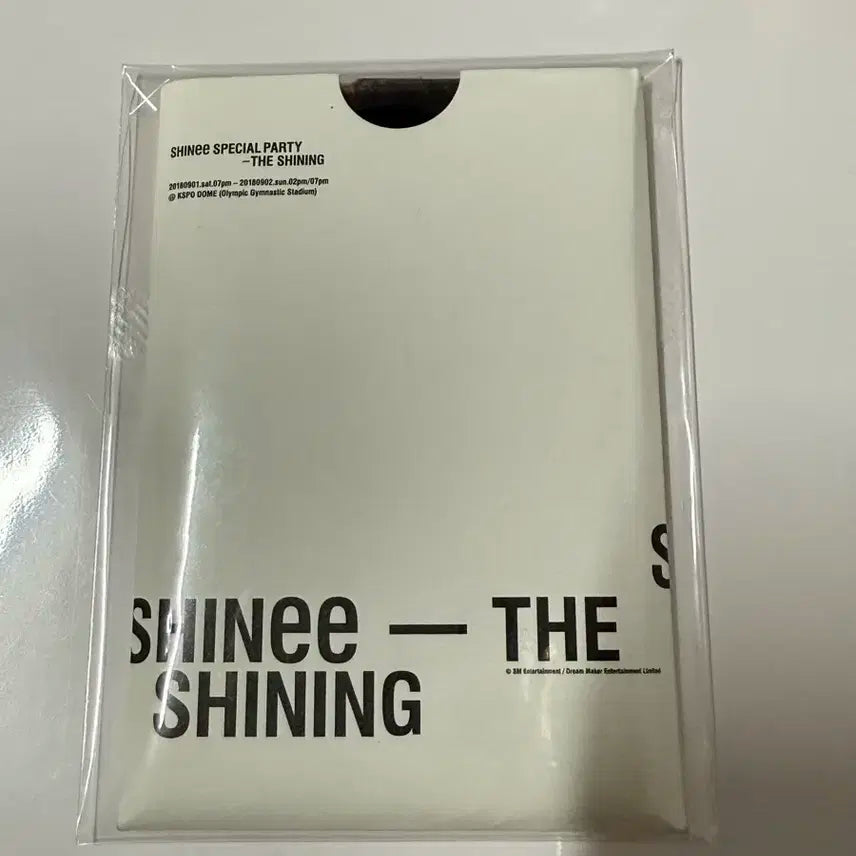 SHINee SPECIAL PARTY
–THE SHINING
20180901.sat.07pm – 20180902.sun.02pm/07pm
@ KSPO DOME (Olympic Gymnastic Stadium)
S
SHINee — THE
© SM Entertainment / Dream Maker Entertainment Limited
SHINING